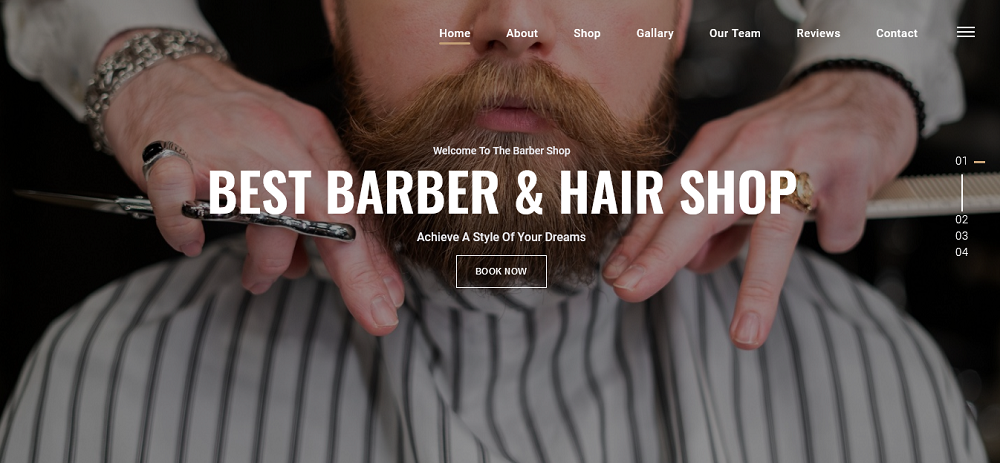 Home About Shop Gallary Our Team Reviews Contact
Welcome To The Barber Shop
BEST BARBER & HAIR SHOP
Achieve A Style Of Your Dreams
BOOK NOW
01
02
03
04